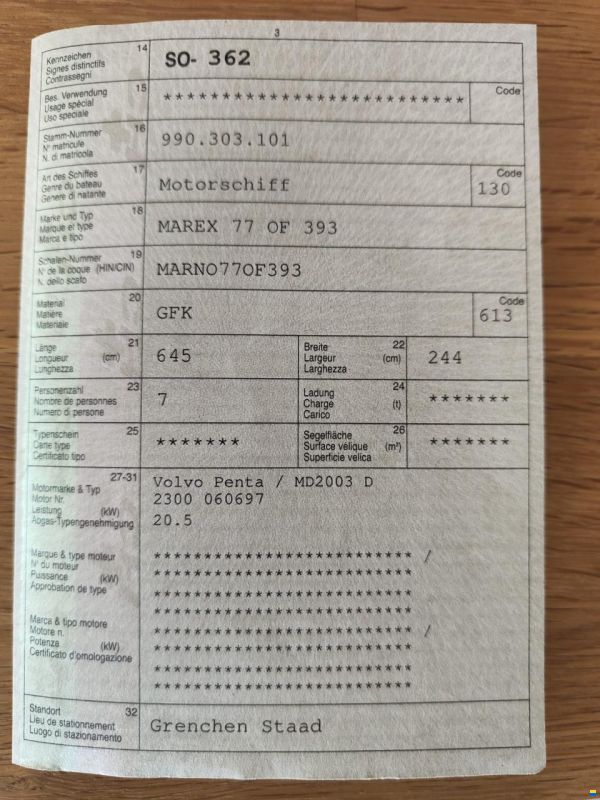 3
Kennzeichen 14
Signes distinctifs
Contrassegni
SO- 362
Bes. Verwendung 15
Usage spécial
Uso speciale
************************** Code
Stamm-Nummer 16
N° matricule
N. di matricola
990.303.101
Art des Schiffes 17
Genre du bateau
Genere di natante
Motorschiff
Code
130
Marke und Typ 18
Marque et type
Marca e tipo
MAREX 77 OF 393
Schalen-Nummer 19
N° de la coque (HIN/CIN)
N. dello scafo
MARNO77OF393
Material 20
Matière
Materiale
GFK
Code
613
Länge 21
Longueur (cm)
Lunghezza
645
Breite 22
Largeur (cm)
Larghezza
244
Personenzahl 23
Nombre de personnes
Numero di persone
7
Ladung 24
Charge (t)
Carico
*******
Typenschein 25
Carte type
Certificato tipo
*******
Segelfläche 26
Surface vélique (m²)
Superficie velica
*******
27-31
Motormarke & Typ
Motor Nr.
Leistung (kW)
Abgas-Typengenehmigung
Volvo Penta / MD2003 D
2300 060697
20.5
Marque & type moteur
N° du moteur
Puissance (kW)
Approbation de type
************************** /
**************************
**************************
**************************
Marca & tipo motore
Motore n.
Potenza (kW)
Certificato d'omologazione
************************** /
**************************
**************************
**************************
Standort 32
Lieu de stationnement
Luogo di stazionamento
Grenchen Staad